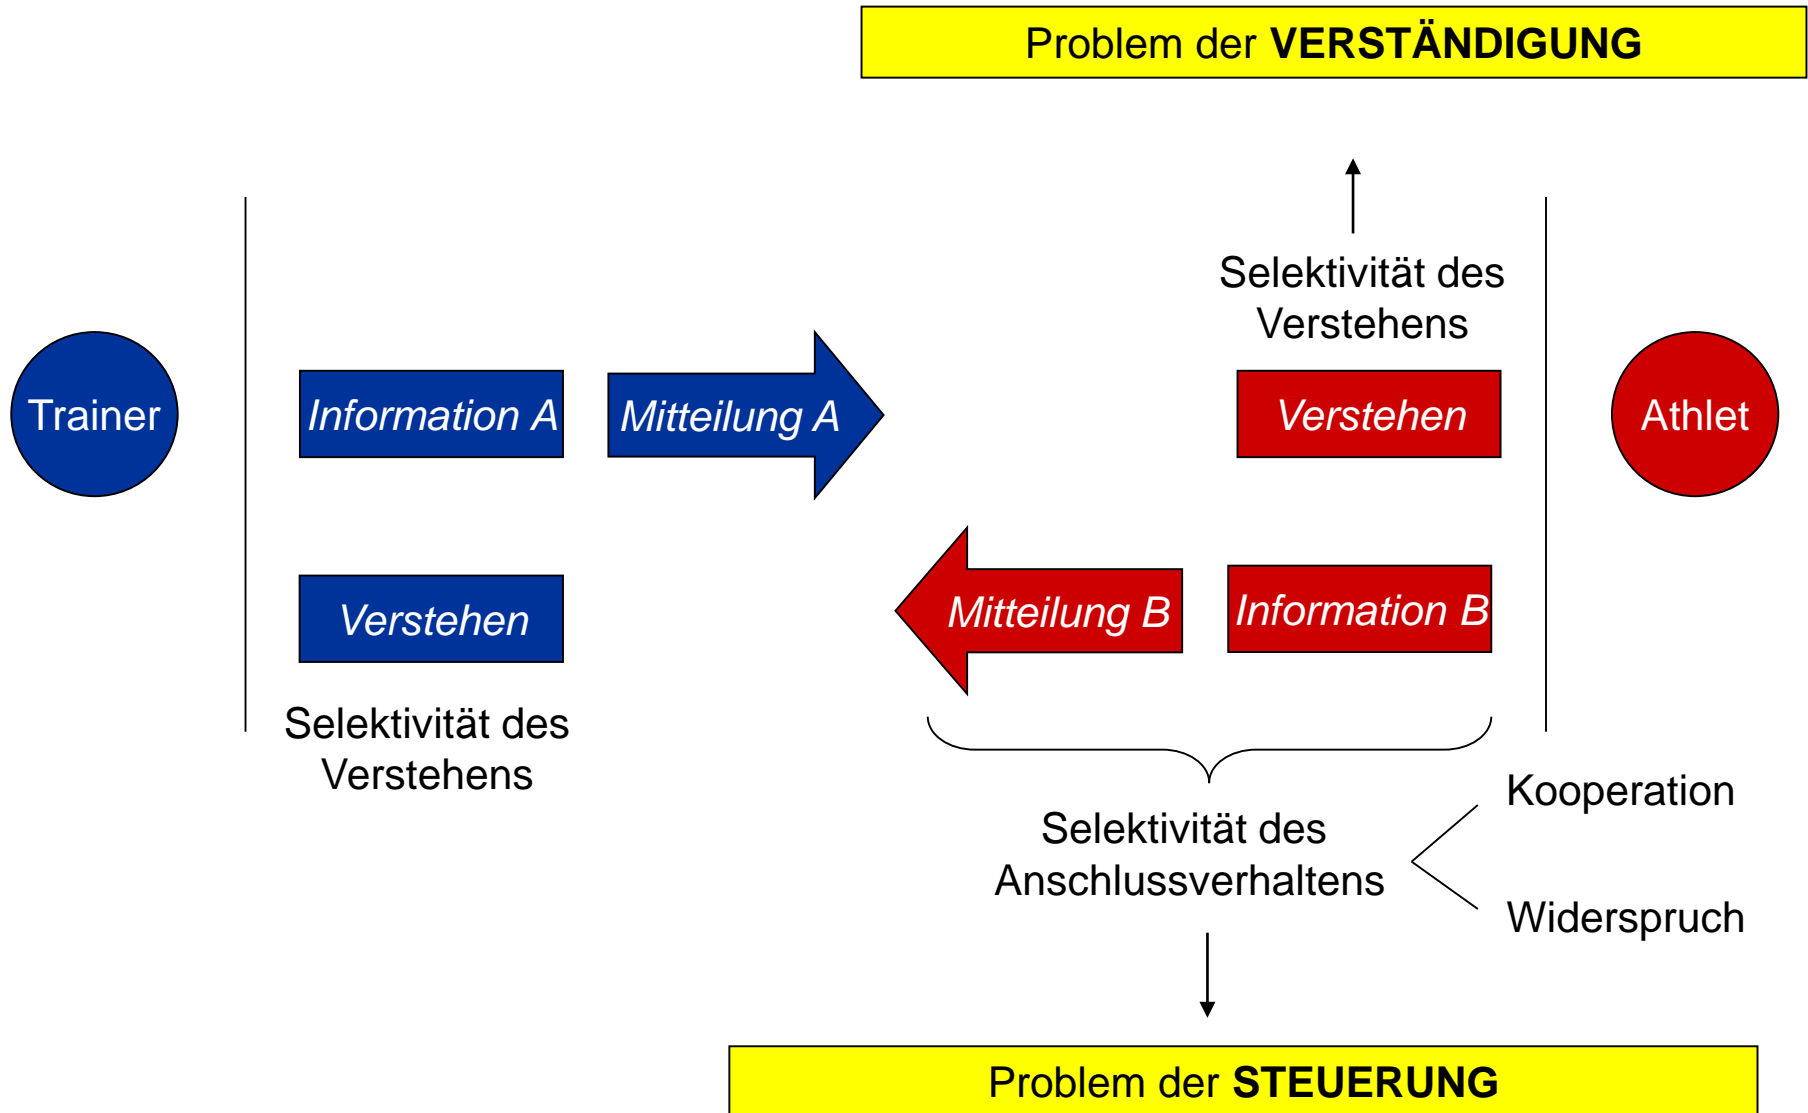 Problem der VERSTÄNDIGUNG
Selektivität des
Verstehens
Trainer
Information A
Mitteilung A
Verstehen
Athlet
Verstehen
Mitteilung B
Information B
Selektivität des
Verstehens
Selektivität des
Anschlussverhaltens
Kooperation
Widerspruch
Problem der STEUERUNG